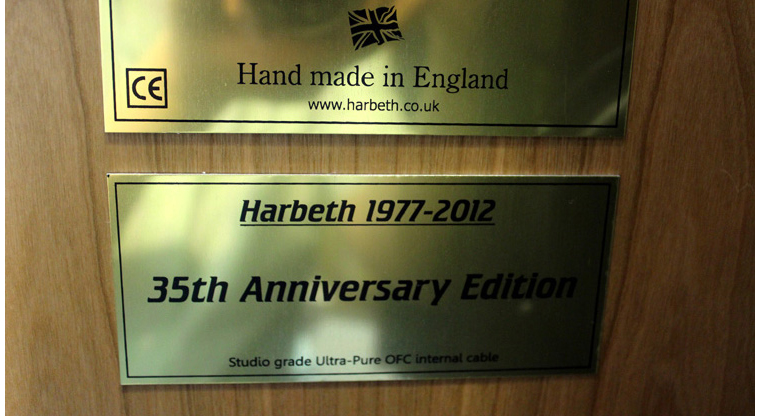 Hand made in England
CE
www.harbeth.co.uk
Harbeth 1977-2012
35th Anniversary Edition
Studio grade Ultra-Pure OFC internal cable